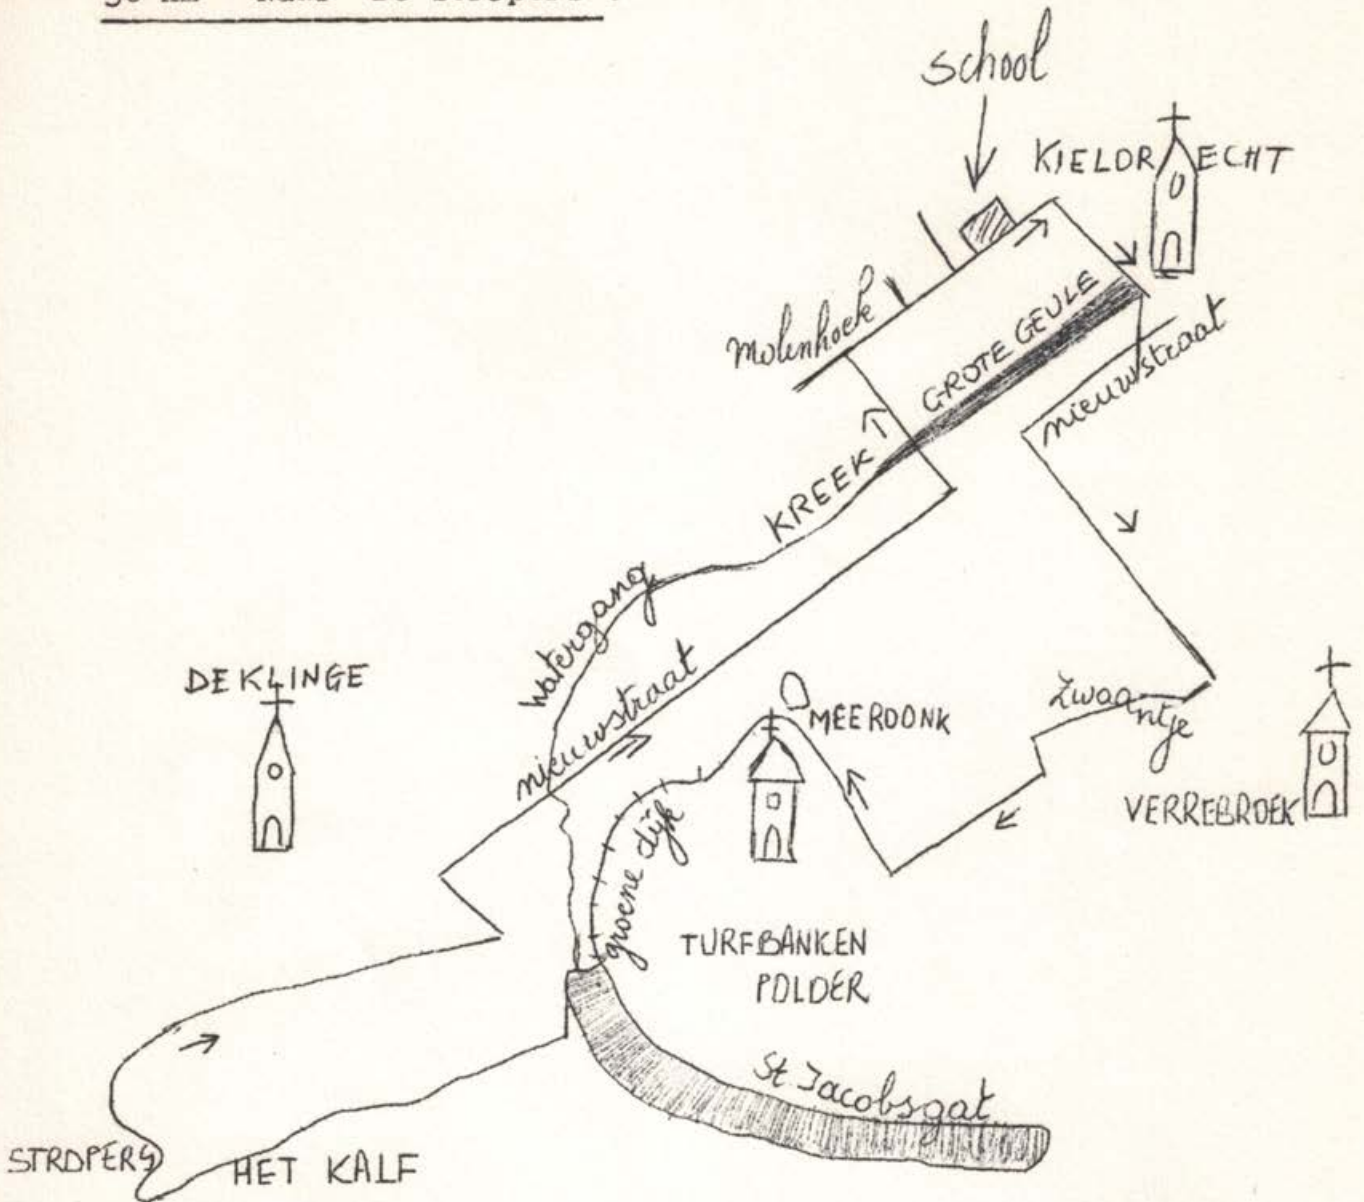 school
KIELDRECHT
molenhoek
GROTE GEULE
nieuwstraat
KREEK
watergang
DE KLINGE
nieuwstraat
MEERDONK
zwaantje
VERREBROEK
groene dijk
TURFBANKEN
POLDER
St Jacobsgat
STROPERS
HET KALF